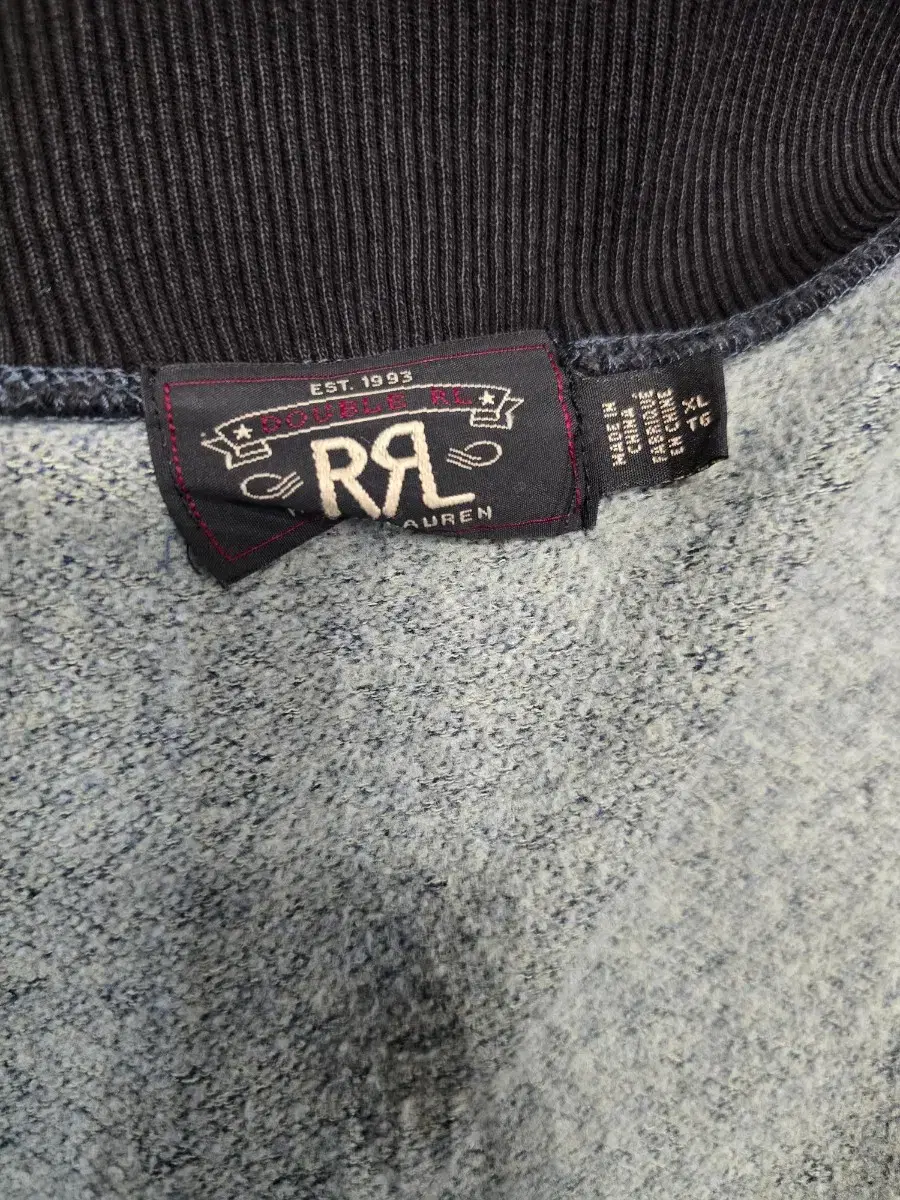 EST. 1993
DOUBLE RL
RRL
LAUREN
MADE IN
CHINA
FABRIQUÉ
EN CHINE
XL
TG